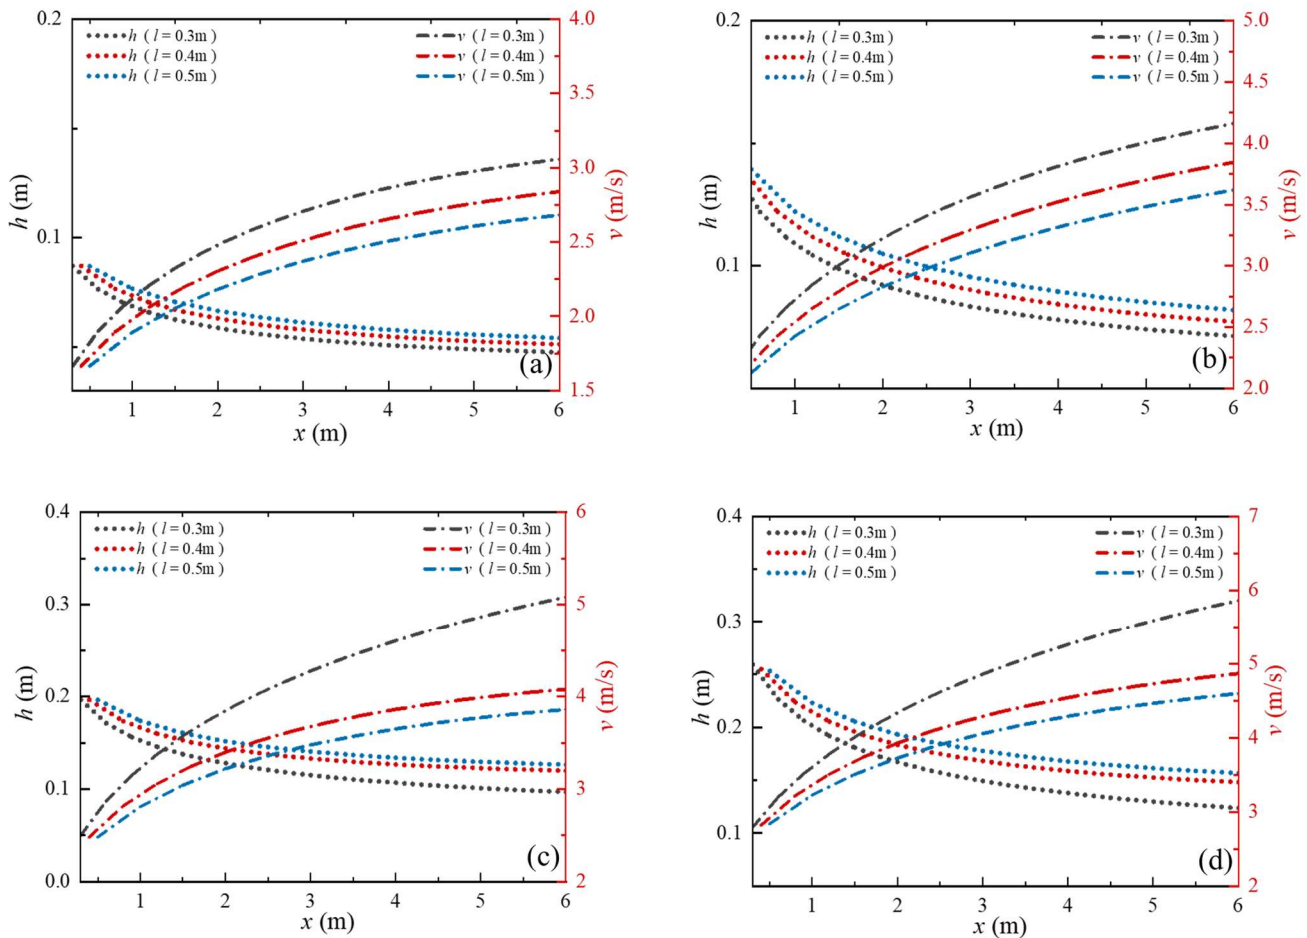 0.2
4.0
h ( l = 0.3m )
v ( l = 0.3m )
h ( l = 0.4m )
v ( l = 0.4m )
h ( l = 0.5m )
v ( l = 0.5m )
3.5
3.0
h (m)
v (m/s)
0.1
2.5
2.0
(a)
1.5
1 2 3 4 5 6
x (m)
0.2
5.0
h ( l = 0.3m )
v ( l = 0.3m )
h ( l = 0.4m )
v ( l = 0.4m )
h ( l = 0.5m )
v ( l = 0.5m )
4.5
4.0
h (m)
v (m/s)
3.5
0.1
3.0
2.5
(b)
2.0
1 2 3 4 5 6
x (m)
0.4
6
h ( l = 0.3m )
v ( l = 0.3m )
h ( l = 0.4m )
v ( l = 0.4m )
h ( l = 0.5m )
v ( l = 0.5m )
0.3
5
h (m)
v (m/s)
0.2
4
0.1
3
(c)
0.0
2
1 2 3 4 5 6
x (m)
0.4
7
h ( l = 0.3m )
v ( l = 0.3m )
h ( l = 0.4m )
v ( l = 0.4m )
h ( l = 0.5m )
v ( l = 0.5m )
6
0.3
5
h (m)
v (m/s)
0.2
4
3
0.1
(d)
2
1 2 3 4 5 6
x (m)